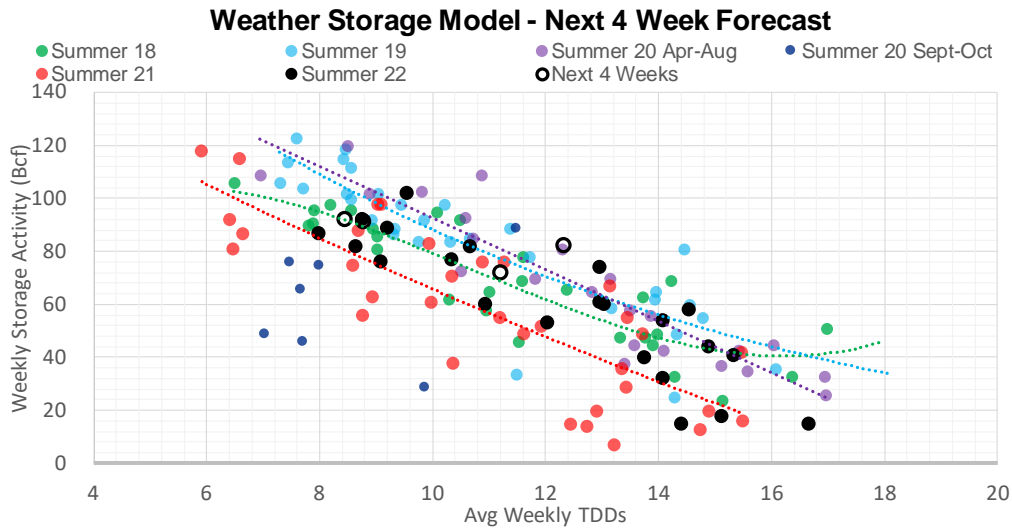 Weather Storage Model - Next 4 Week Forecast
Summer 18 Summer 19 Summer 20 Apr-Aug Summer 20 Sept-Oct
Summer 21 Summer 22 Next 4 Weeks
Weekly Storage Activity (Bcf)
140
120
100
80
60
40
20
0
4 6 8 10 12 14 16 18 20
Avg Weekly TDDs